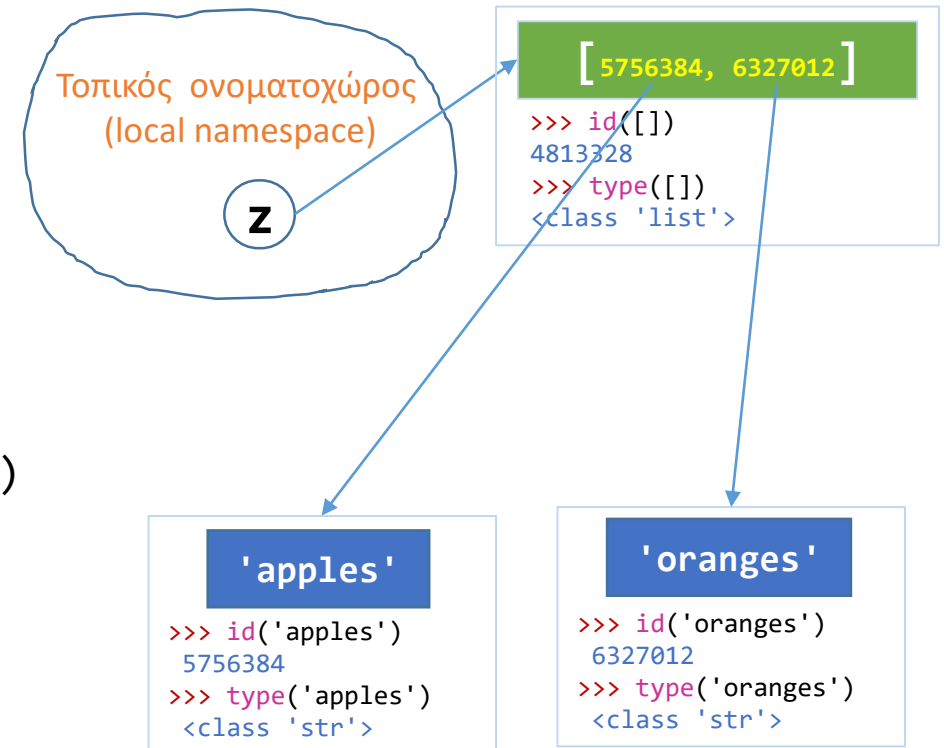 Τοπικός ονοματοχώρος
(local namespace)
z
[5756384, 6327012]
>>> id([])
4813328
>>> type([])
<class 'list'>
)
'apples'
>>> id('apples')
5756384
>>> type('apples')
<class 'str'>
'oranges'
>>> id('oranges')
6327012
>>> type('oranges')
<class 'str'>